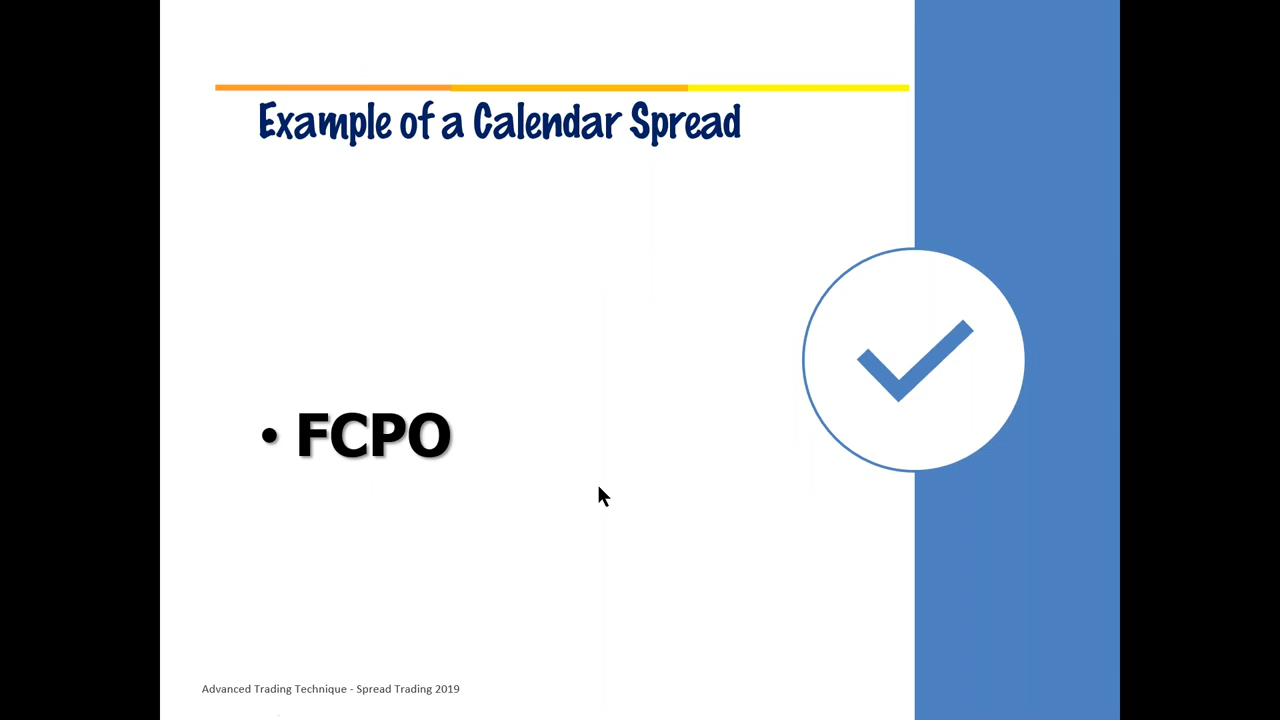 Example of a Calendar Spread
• FCPO
Advanced Trading Technique - Spread Trading 2019